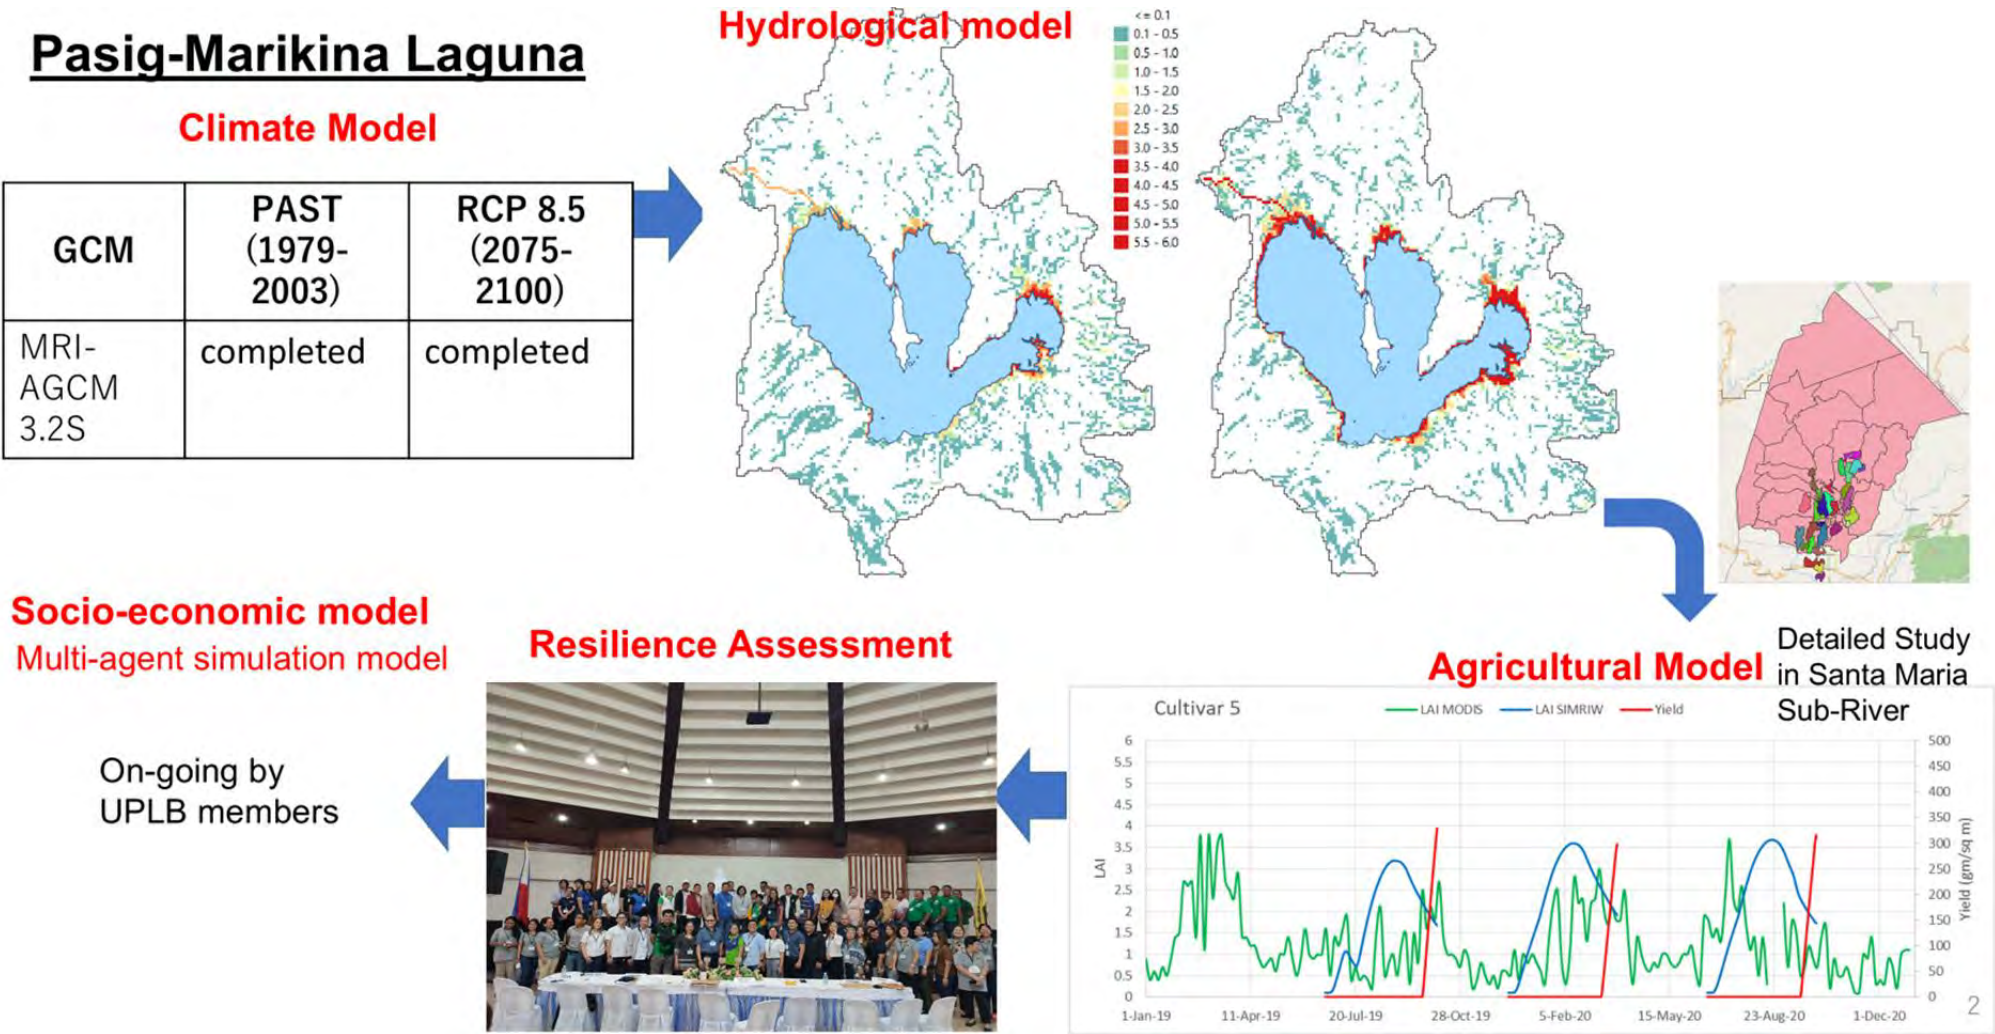 Pasig-Marikina Laguna
Climate Model
GCM
PAST
(1979-
2003)
RCP 8.5
(2075-
2100)
MRI-
AGCM
3.2S
completed
completed
Hydrological model
<= 0.1
0.1 - 0.5
0.5 - 1.0
1.0 - 1.5
1.5 - 2.0
2.0 - 2.5
2.5 - 3.0
3.0 - 3.5
3.5 - 4.0
4.0 - 4.5
4.5 - 5.0
5.0 - 5.5
5.5 - 6.0
Detailed Study
in Santa Maria
Sub-River
Agricultural Model
Cultivar 5
LAI MODIS
LAI SIMRIW
Yield
6
5.5
5
4.5
4
3.5
3
2.5
2
1.5
1
0.5
0
LAI
500
450
400
350
300
250
200
150
100
50
0
Yield (gm/sq m)
1-Jan-19
11-Apr-19
20-Jul-19
28-Oct-19
5-Feb-20
15-May-20
23-Aug-20
1-Dec-20
Resilience Assessment
Socio-economic model
Multi-agent simulation model
On-going by
UPLB members
2